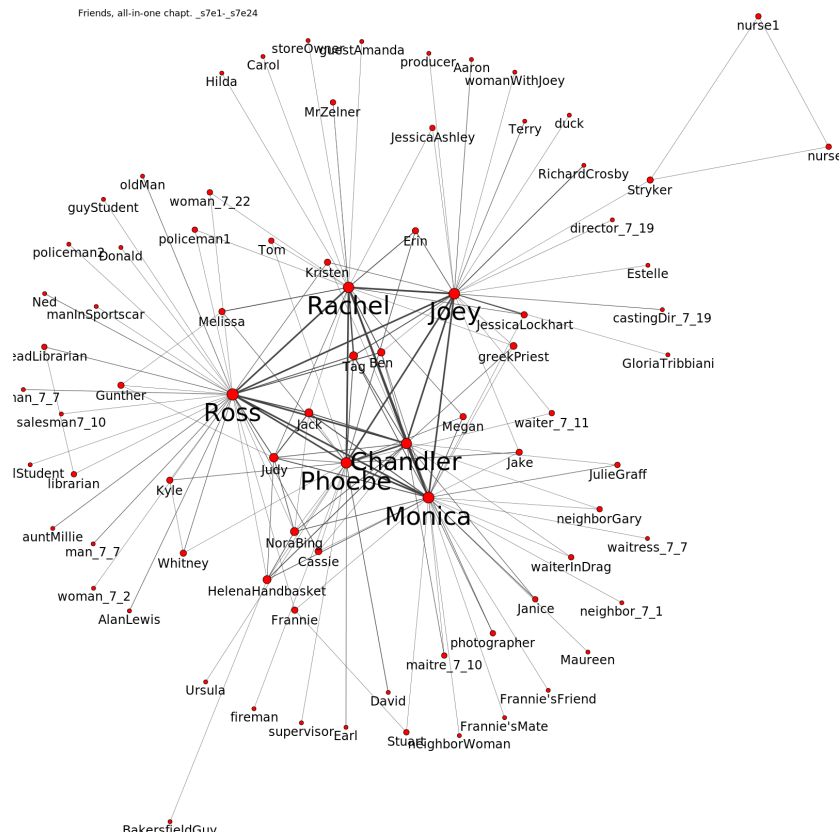 Friends, all-in-one chapt. _s7e1-_s7e24
nurse1
storeOwner
guestAmanda
Carol
producer
Aaron
womanWithJoey
Hilda
MrZelner
JessicaAshley
Terry
duck
nurse
RichardCrosby
Stryker
oldMan
woman_7_22
guyStudent
policeman1
director_7_19
policeman2
Donald
Tom
Erin
Kristen
Estelle
Ned
manInSportscar
Rachel
Joey
castingDir_7_19
Melissa
JessicaLockhart
eadLibrarian
Tag
Ben
greekPriest
GloriaTribbiani
nan_7_7
Gunther
Ross
salesman7_10
Jack
Megan
waiter_7_11
Chandler
Phoebe
Jake
lStudent
librarian
Judy
JulieGraff
Kyle
Monica
neighborGary
auntMillie
man_7_7
NoraBing
waitress_7_7
Whitney
Cassie
waiterInDrag
woman_7_2
HelenaHandbasket
AlanLewis
Frannie
Janice
neighbor_7_1
photographer
maitre_7_10
Maureen
Ursula
David
Frannie'sFriend
fireman
supervisor
Earl
Stuart
Frannie'sMate
neighborWoman
BakersfieldGuy